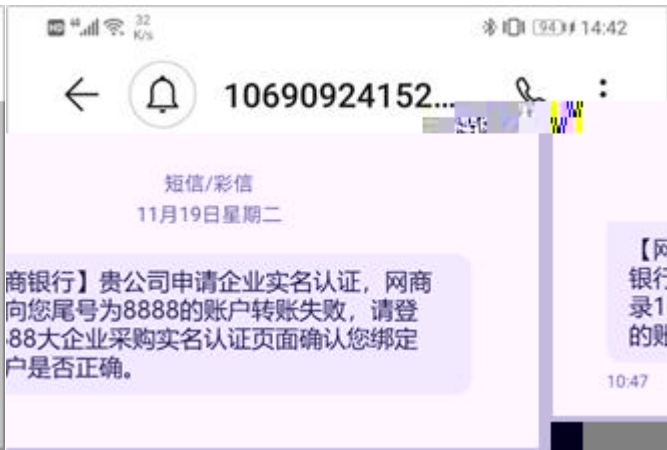 HD 4G 32 K/s 94 14:42
10690924152...
短信/彩信
11月19日星期二
商银行】贵公司申请企业实名认证，网商
向您尾号为8888的账户转账失败，请登
88大企业采购实名认证页面确认您绑定
户是否正确。
【网
银行
录1
的账
10:47